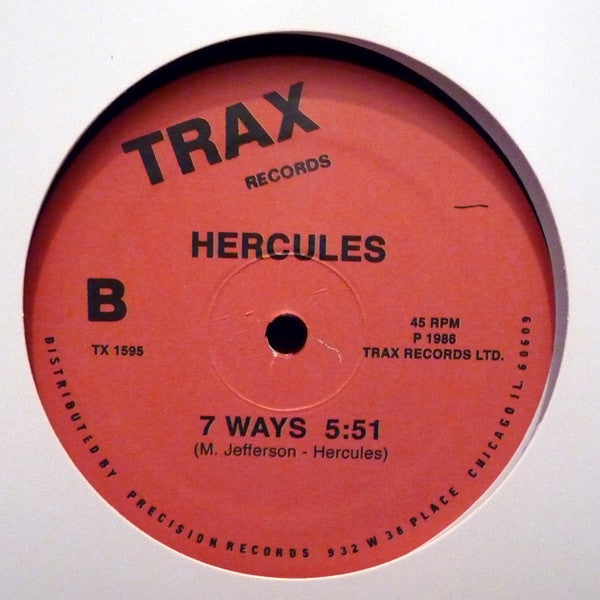 TRAX
RECORDS
HERCULES
B
TX 1595
45 RPM
P 1986
TRAX RECORDS LTD.
7 WAYS 5:51
(M. Jefferson - Hercules)
DISTRIBUTED BY PRECISION RECORDS 932 W 38 PLACE CHICAGO IL. 60609